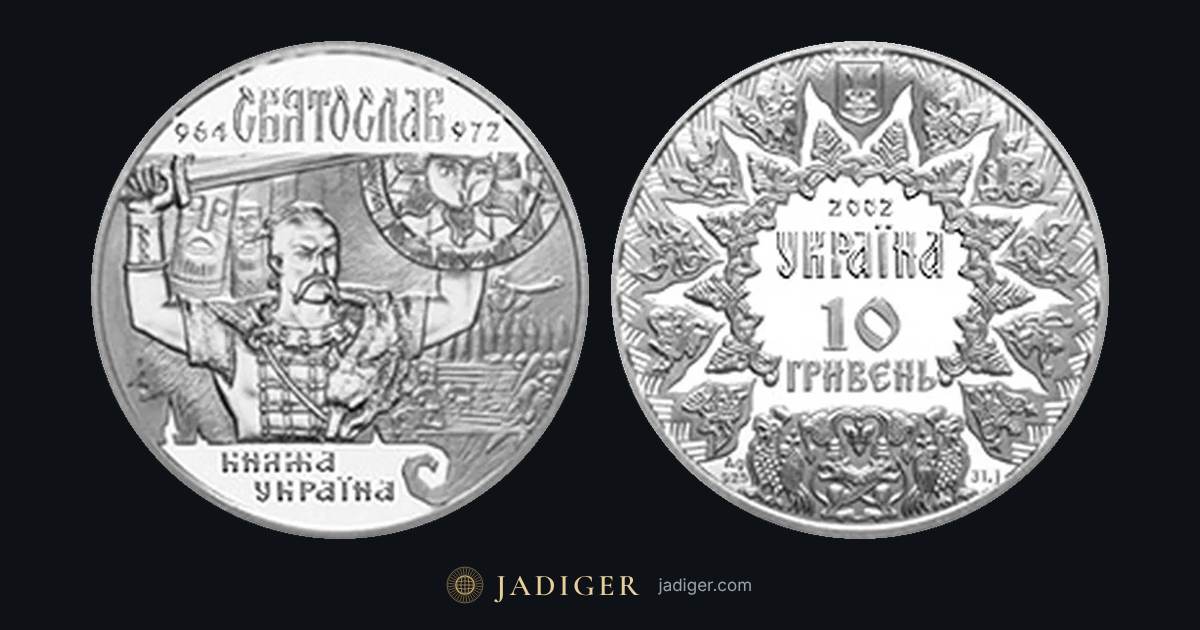 964 СВЯТОСЛАВ 972
КНЯЖА
УКРАЇНА
2002
УКРАЇНА
10
ГРИВЕНЬ
Ag
925
31,1
JADIGER jadiger.com